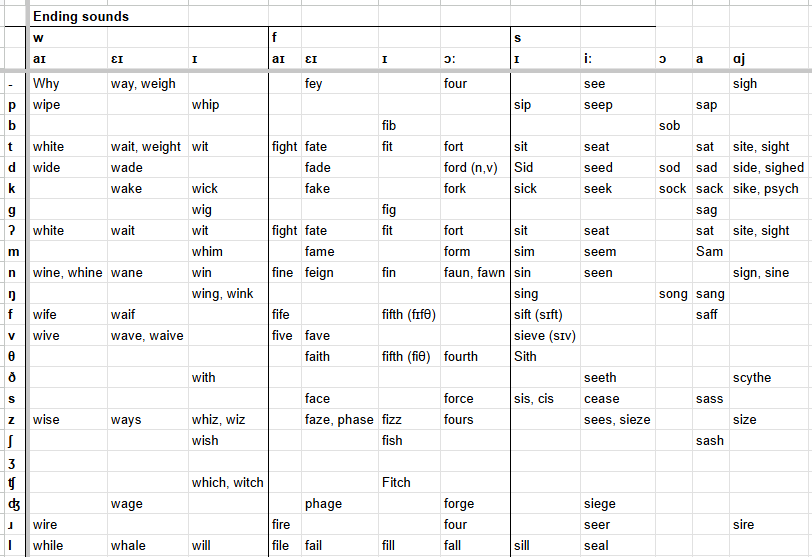 Ending sounds
w f s
aɪ ɛɪ ɪ aɪ ɛɪ ɪ ɔː ɪ iː ɔ a ɑj
- Why way, weigh fey four see sigh
p wipe whip sip seep sap
b fib sob
t white wait, weight wit fight fate fit fort sit seat sat site, sight
d wide wade fade ford (n,v) Sid seed sod sad side, sighed
k wake wick fake fork sick seek sock sack sike, psych
g wig fig sag
ʔ white wait wit fight fate fit fort sit seat sat site, sight
m whim fame form sim seem Sam
n wine, whine wane win fine feign fin faun, fawn sin seen sign, sine
ŋ wing, wink sing song sang
f wife waif fife fifth (fɪfθ) sift (sɪft) saff
v wive wave, waive five fave sieve (sɪv)
θ faith fifth (fiθ) fourth Sith
ð with seeth scythe
s face force sis, cis cease sass
z wise ways whiz, wiz faze, phase fizz fours sees, sieze size
ʃ wish fish sash
ʒ
ʧ which, witch Fitch
ʤ wage phage forge siege
ɹ wire fire four seer sire
l while whale will file fail fill fall sill seal